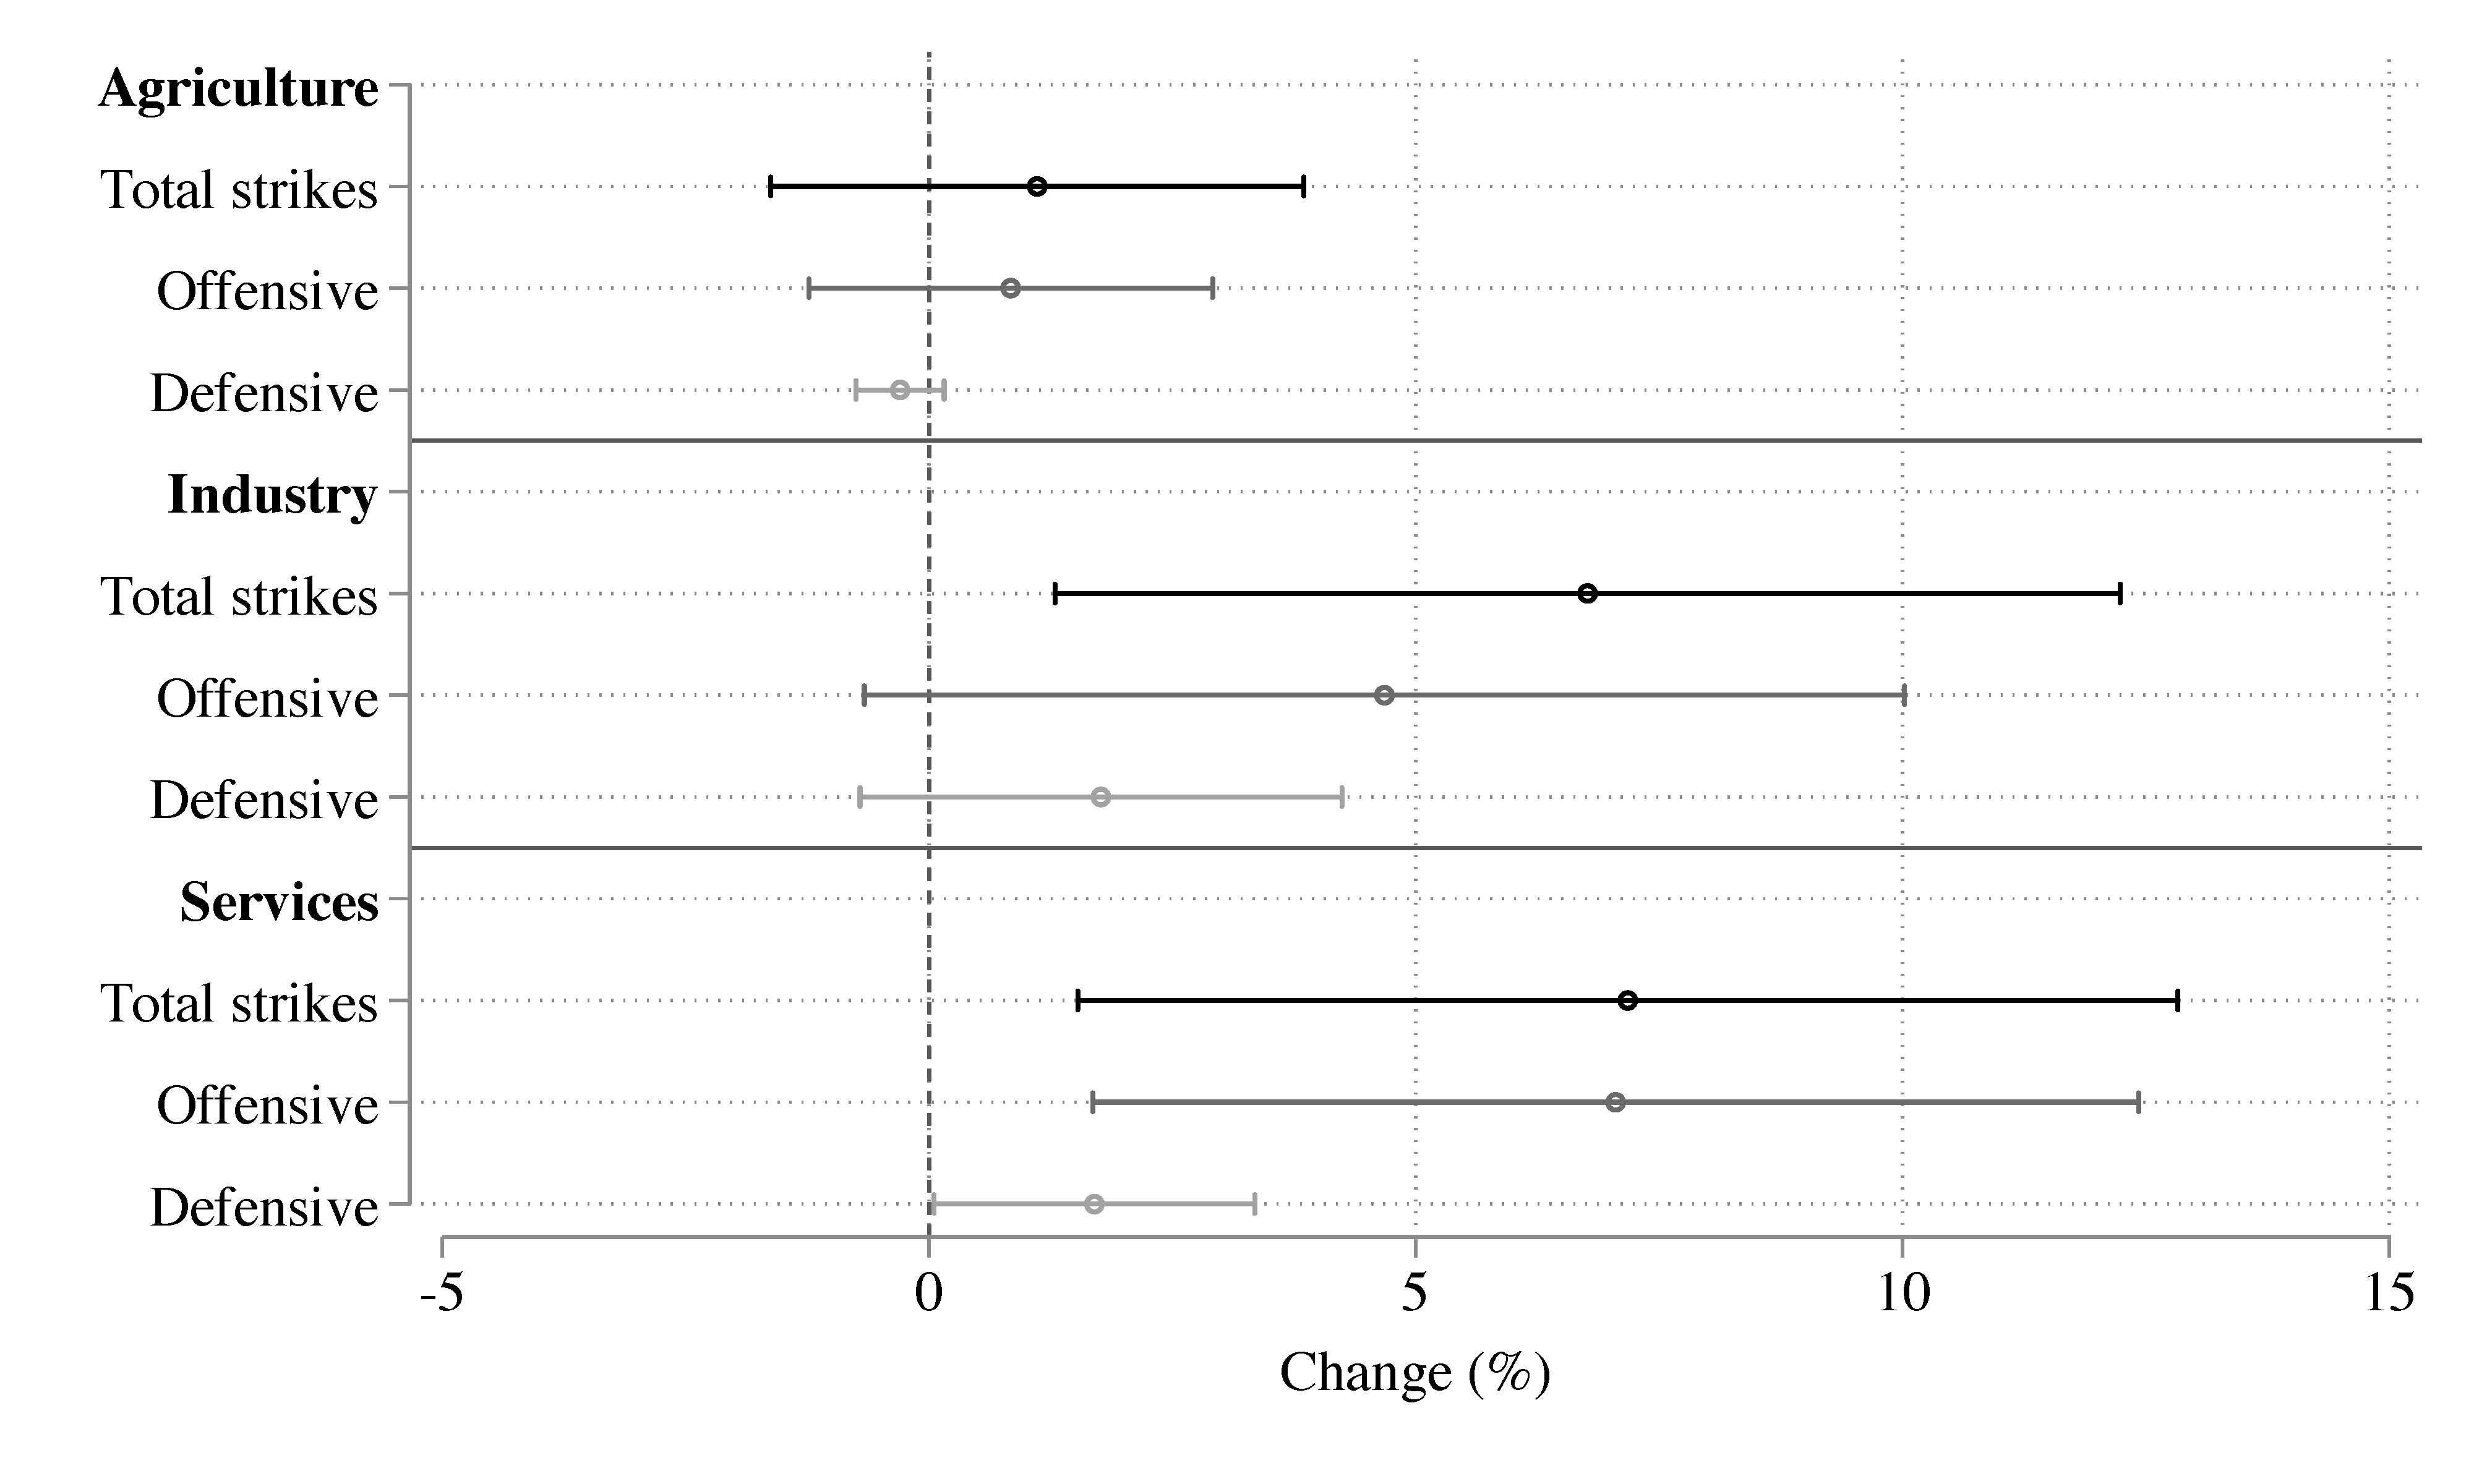 Agriculture
Total strikes
Offensive
Defensive
Industry
Total strikes
Offensive
Defensive
Services
Total strikes
Offensive
Defensive
-5 0 5 10 15
Change (%)